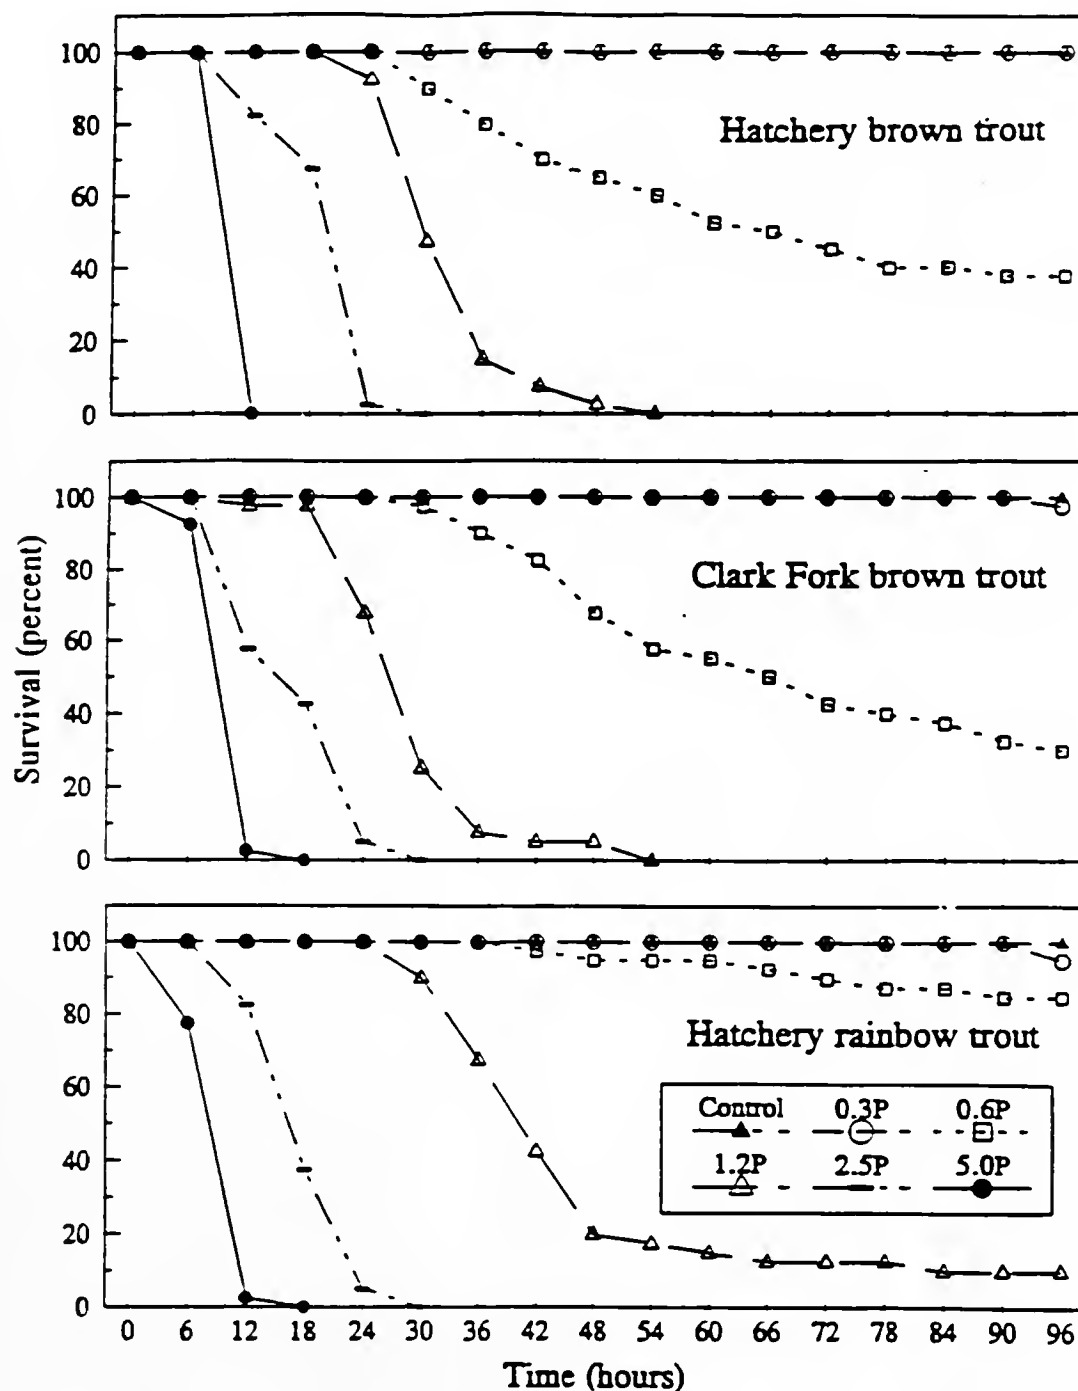 100
80
60
40
20
0
Hatchery brown trout
100
80
60
40
20
0
Clark Fork brown trout
Survival (percent)
100
80
60
40
20
0
Hatchery rainbow trout
Control 0.3P 0.6P
1.2P 2.5P 5.0P
0 6 12 18 24 30 36 42 48 54 60 66 72 78 84 90 96
Time (hours)